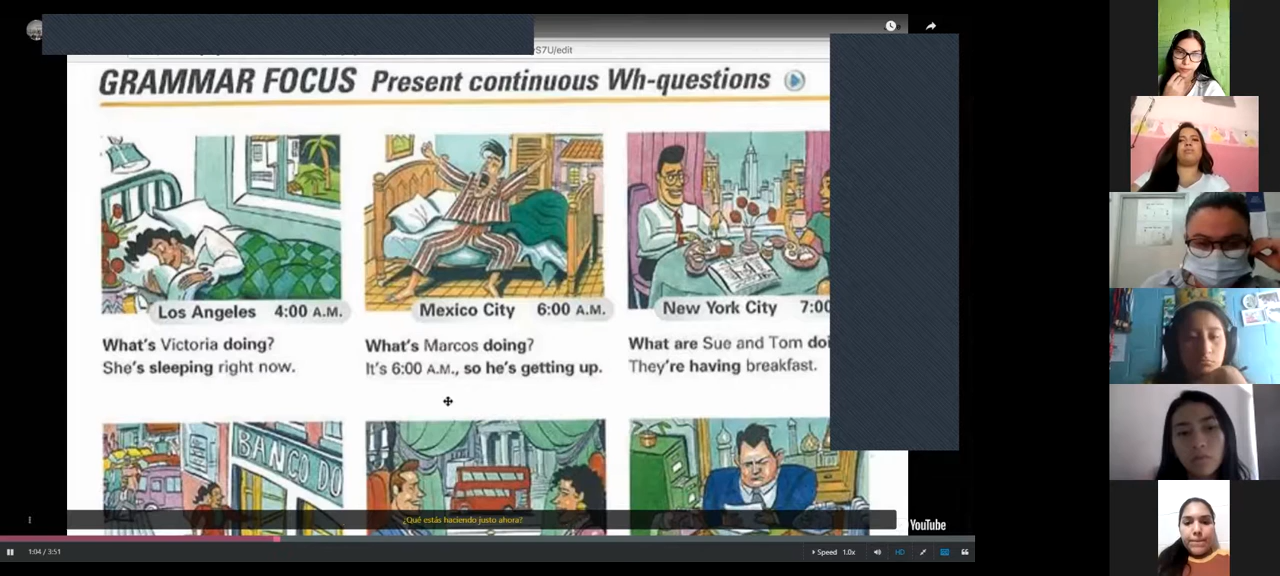 S7U/edit
GRAMMAR FOCUS Present continuous Wh-questions
Los Angeles 4:00 A.M.
Mexico City 6:00 A.M.
New York City 7:00
What's Victoria doing?
She's sleeping right now.
What's Marcos doing?
It's 6:00 A.M., so he's getting up.
What are Sue and Tom doi
They're having breakfast.
BANCO DO
¿Qué estás haciendo justo ahora?
YouTube
1:04 / 3:51
Speed 1.0x
HD